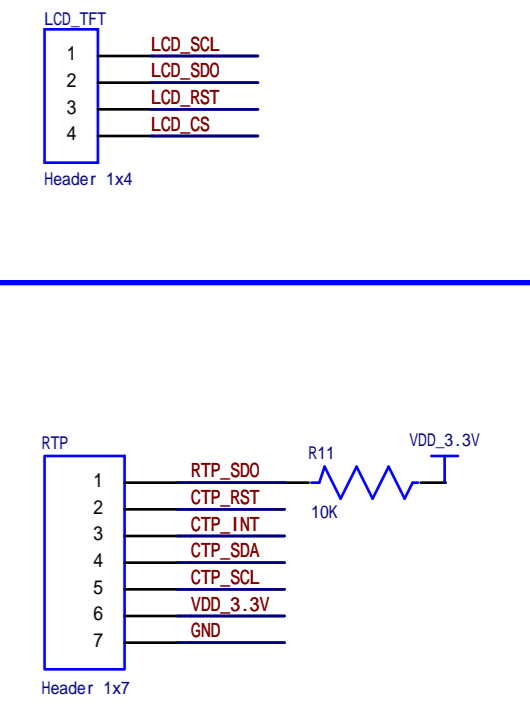 LCD_TFT
1 LCD_SCL
2 LCD_SDO
3 LCD_RST
4 LCD_CS
Header 1x4
RTP
R11
VDD_3.3V
10K
1 RTP_SDO
2 CTP_RST
3 CTP_INT
4 CTP_SDA
5 CTP_SCL
6 VDD_3.3V
7 GND
Header 1x7